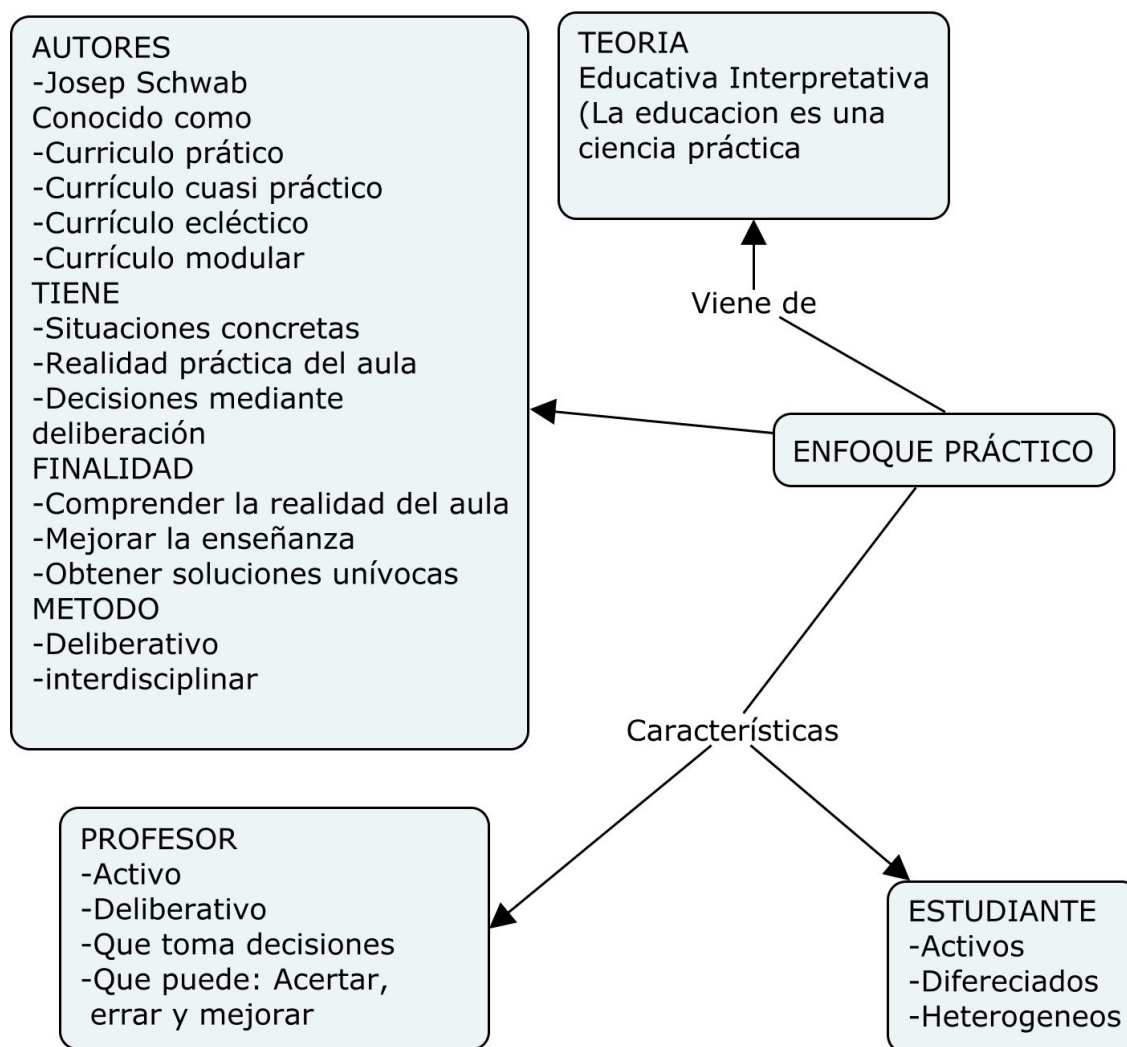 AUTORES
-Josep Schwab
Conocido como
-Curriculo prático
-Currículo cuasi práctico
-Currículo ecléctico
-Currículo modular
TIENE
-Situaciones concretas
-Realidad práctica del aula
-Decisiones mediante
deliberación
FINALIDAD
-Comprender la realidad del aula
-Mejorar la enseñanza
-Obtener soluciones unívocas
METODO
-Deliberativo
-interdisciplinar
TEORIA
Educativa Interpretativa
(La educacion es una
ciencia práctica
Viene de
ENFOQUE PRÁCTICO
Característicias
PROFESOR
-Activo
-Deliberativo
-Que toma decisiones
-Que puede: Acertar,
errar y mejorar
ESTUDIANTE
-Activos
-Difereciados
-Heterogeneos